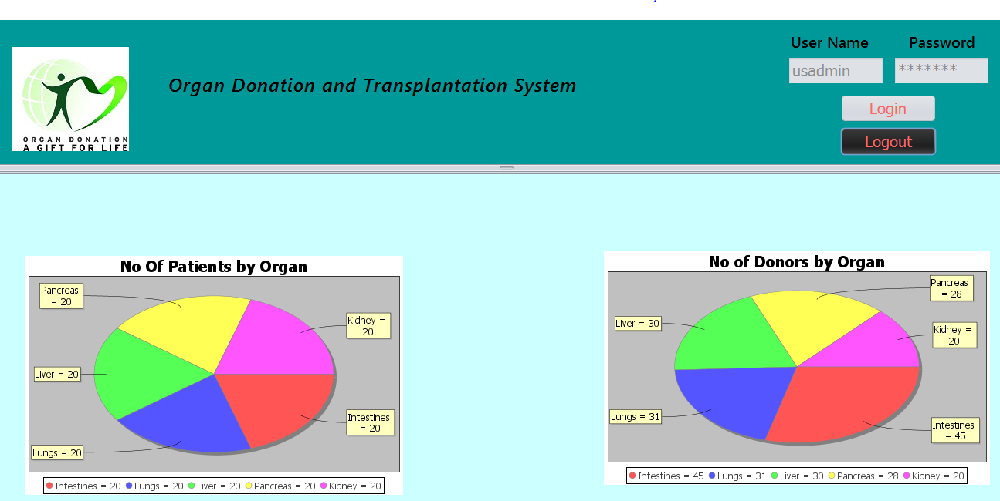 User Name
Password
usadmin
*******
Organ Donation and Transplantation System
Login
Logout
ORGAN DONATION
A GIFT FOR LIFE
No Of Patients by Organ
Pancreas
= 20
Kidney =
20
Liver = 20
Intestines
= 20
Lungs = 20
Intestines = 20 Lungs = 20 Liver = 20 Pancreas = 20 Kidney = 20
No of Donors by Organ
Pancreas
= 28
Liver = 30
Kidney =
20
Lungs = 31
Intestines
= 45
Intestines = 45 Lungs = 31 Liver = 30 Pancreas = 28 Kidney = 20